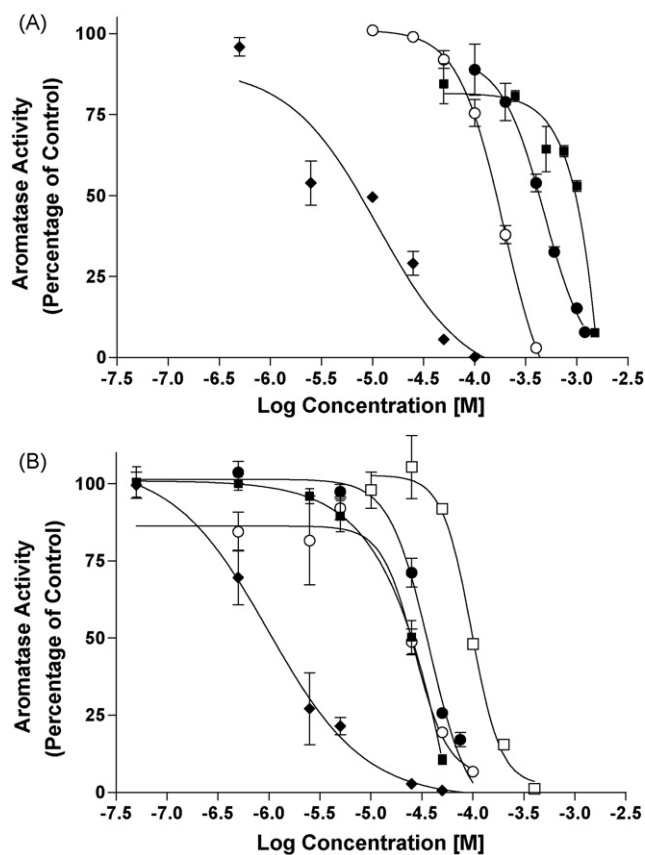 (A)
100
75
50
25
0
Aromatase Activity
(Percentage of Control)
-7.5 -7.0 -6.5 -6.0 -5.5 -5.0 -4.5 -4.0 -3.5 -3.0 -2.5
Log Concentration [M]
(B)
100
75
50
25
0
Aromatase Activity
(Percentage of Control)
-7.5 -7.0 -6.5 -6.0 -5.5 -5.0 -4.5 -4.0 -3.5 -3.0 -2.5
Log Concentration [M]